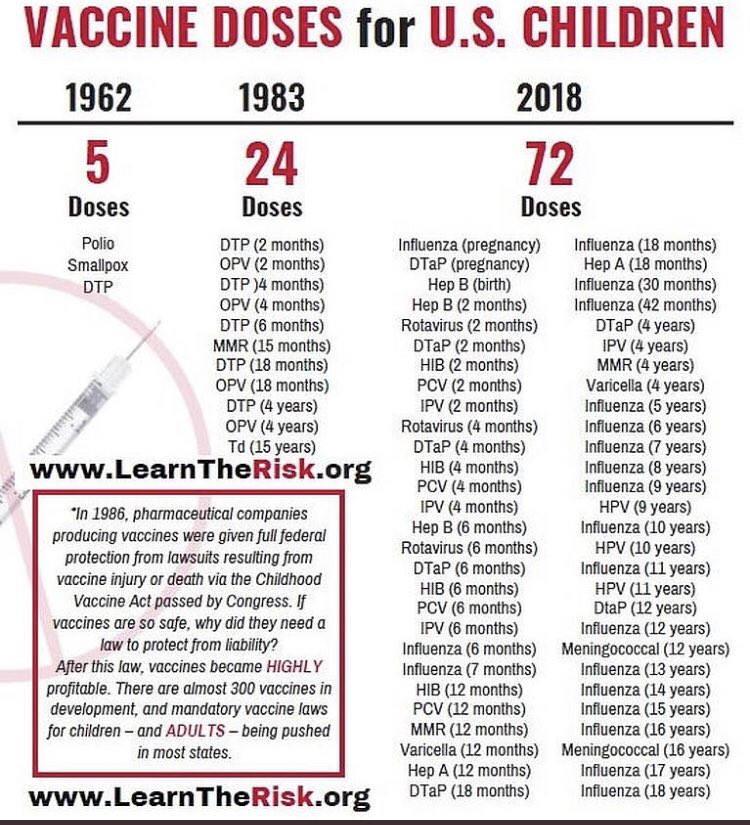 VACCINE DOSES for U.S. CHILDREN
1962
5
Doses
Polio
Smallpox
DTP
1983
24
Doses
DTP (2 months)
OPV (2 months)
DTP )4 months)
OPV (4 months)
DTP (6 months)
MMR (15 months)
DTP (18 months)
OPV (18 months)
DTP (4 years)
OPV (4 years)
Td (15 years)
www.LearnTheRisk.org
*In 1986, pharmaceutical companies
producing vaccines were given full federal
protection from lawsuits resulting from
vaccine injury or death via the Childhood
Vaccine Act passed by Congress. If
vaccines are so safe, why did they need a
law to protect from liability?
After this law, vaccines became HIGHLY
profitable. There are almost 300 vaccines in
development, and mandatory vaccine laws
for children – and ADULTS – being pushed
in most states.
www.LearnTheRisk.org
2018
72
Doses
Influenza (pregnancy)
DTaP (pregnancy)
Hep B (birth)
Hep B (2 months)
Rotavirus (2 months)
DTaP (2 months)
HIB (2 months)
PCV (2 months)
IPV (2 months)
Rotavirus (4 months)
DTaP (4 months)
HIB (4 months)
PCV (4 months)
IPV (4 months)
Hep B (6 months)
Rotavirus (6 months)
DTaP (6 months)
HIB (6 months)
PCV (6 months)
IPV (6 months)
Influenza (6 months)
Influenza (7 months)
HIB (12 months)
PCV (12 months)
MMR (12 months)
Varicella (12 months)
Hep A (12 months)
DTaP (18 months)
Influenza (18 months)
Hep A (18 months)
Influenza (30 months)
Influenza (42 months)
DTaP (4 years)
IPV (4 years)
MMR (4 years)
Varicella (4 years)
Influenza (5 years)
Influenza (6 years)
Influenza (7 years)
Influenza (8 years)
Influenza (9 years)
HPV (9 years)
Influenza (10 years)
HPV (10 years)
Influenza (11 years)
HPV (11 years)
DtaP (12 years)
Influenza (12 years)
Meningococcal (12 years)
Influenza (13 years)
Influenza (14 years)
Influenza (15 years)
Influenza (16 years)
Meningococcal (16 years)
Influenza (17 years)
Influenza (18 years)